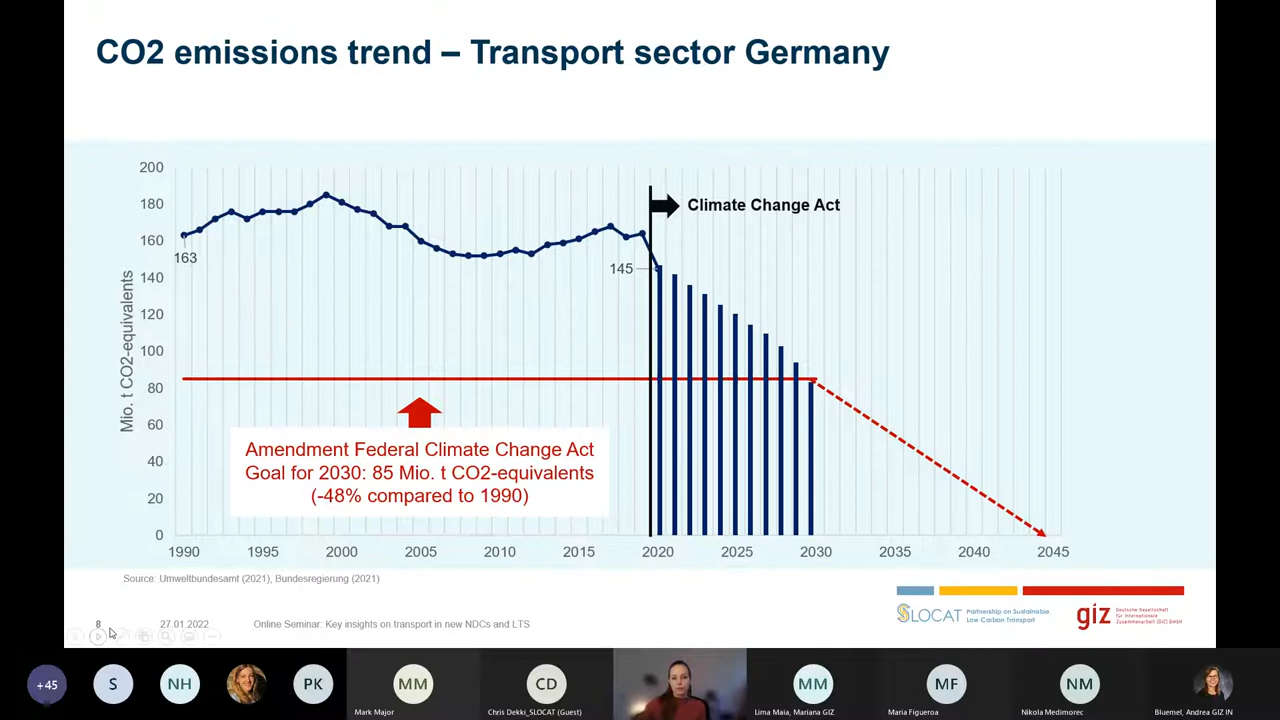 CO2 emissions trend – Transport sector Germany
200
180
160
140
120
100
80
60
40
20
0
Mio. t CO2-equivalents
163
145
Climate Change Act
Amendment Federal Climate Change Act
Goal for 2030: 85 Mio. t CO2-equivalents
(-48% compared to 1990)
1990 1995 2000 2005 2010 2015 2020 2025 2030 2035 2040 2045
Source: Umweltbundesamt (2021), Bundesregierung (2021)
8 27.01.2022 Online Seminar: Key insights on transport in new NDCs and LTS
SLOCAT Partnership on Sustainable,
Low Carbon Transport
giz Deutsche Gesellschaft
für Internationale
Zusammenarbeit (GIZ) GmbH
+45 S NH PK MM CD MM MF NM
Mark Major Chris Dekki_SLOCAT (Guest) Lima Maia, Mariana GIZ Maria Figueroa Nikola Medimorec Bluemel, Andrea GIZ IN